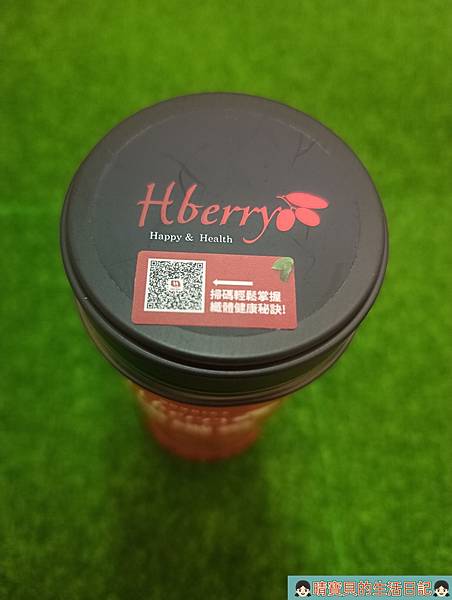 Hberry
Happy & Health
掃碼輕鬆掌握
纖體健康秘訣!
晴寶貝的生活日記